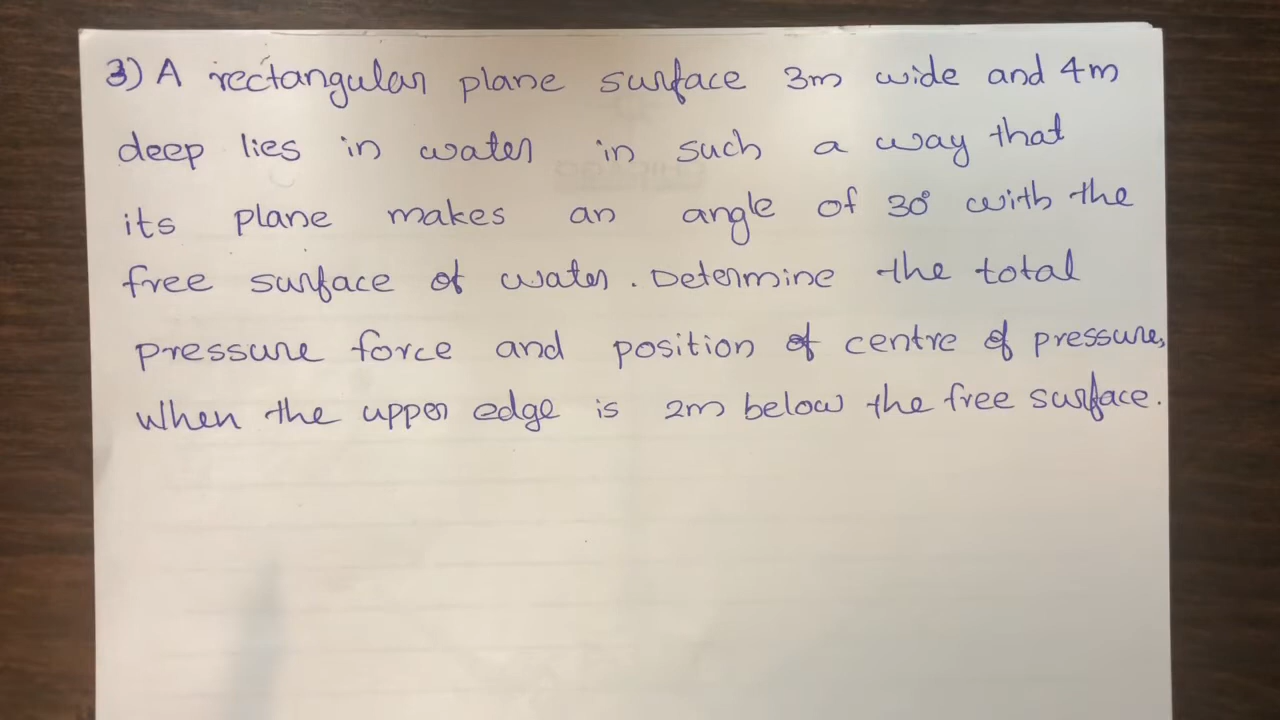 3) A rectangular plane surface 3m wide and 4m
deep lies in water in such a way that
its plane makes an angle of 30° with the
free surface of water. Determine the total
pressure force and position of centre of pressure,
when the upper edge is 2m below the free surface.